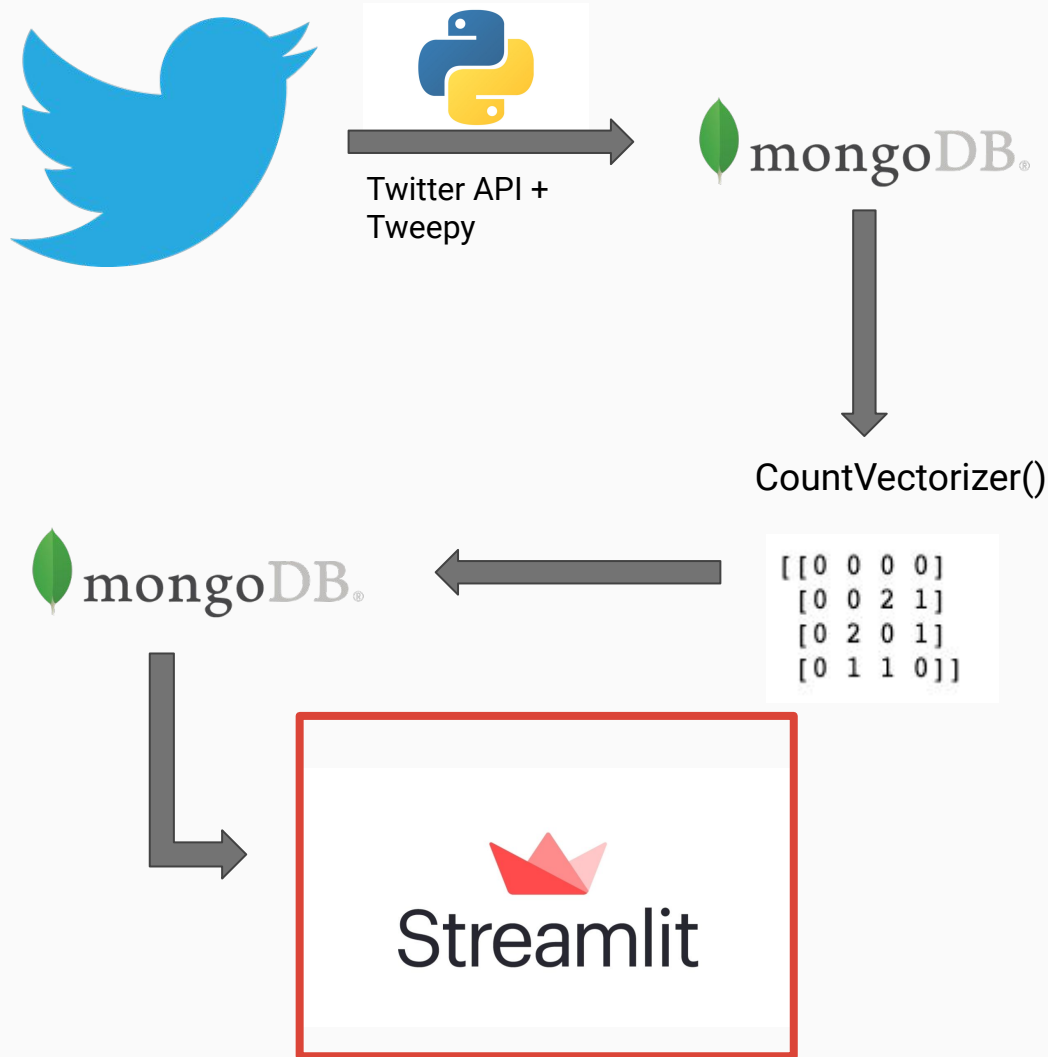 Twitter API +
Tweepy
mongoDB®
CountVectorizer()
mongoDB®
[[0 0 0 0]
[0 0 2 1]
[0 2 0 1]
[0 1 1 0]]
Streamlit